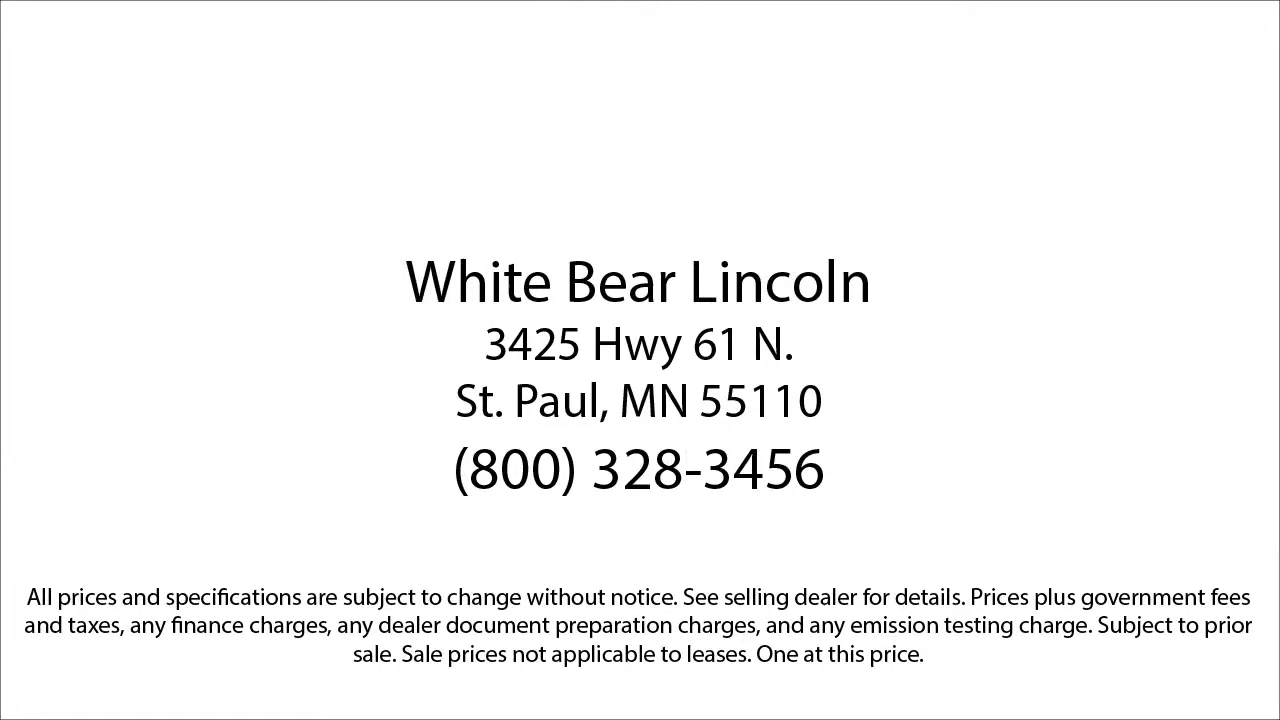 White Bear Lincoln
3425 Hwy 61 N.
St. Paul, MN 55110
(800) 328-3456
All prices and specifications are subject to change without notice. See selling dealer for details. Prices plus government fees
and taxes, any finance charges, any dealer document preparation charges, and any emission testing charge. Subject to prior
sale. Sale prices not applicable to leases. One at this price.